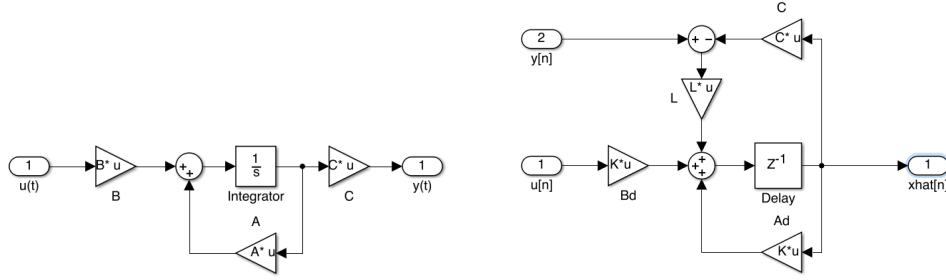 1
u(t)
B* u
B
+
+
1
s
Integrator
C* u
C
1
y(t)
A
A* u
2
y[n]
+ −
C
C* u
L* u
L
1
u[n]
K*u
Bd
+
+
+
Z-1
Delay
1
xhat[n]
Ad
K*u